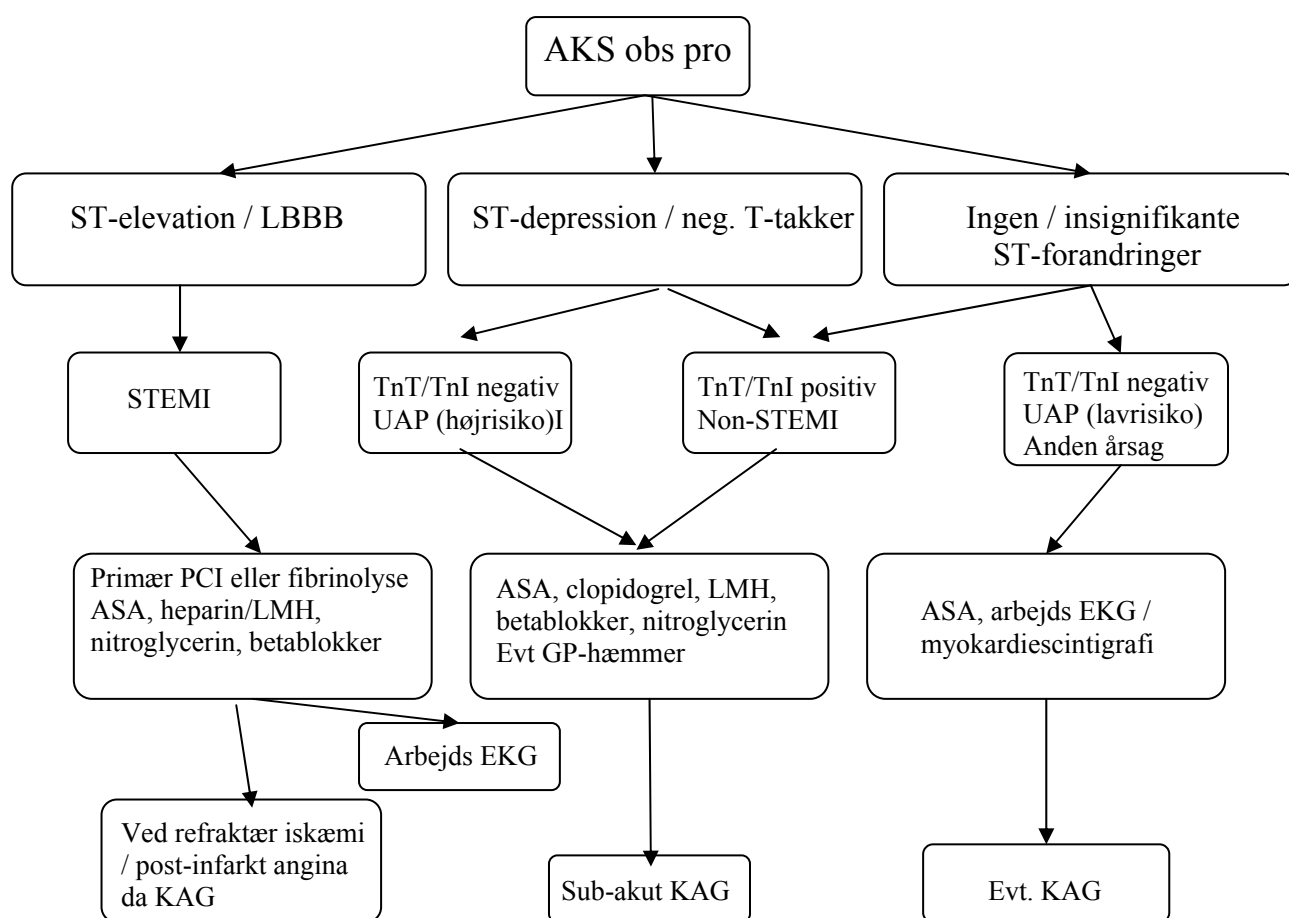 AKS obs pro
ST-elevation / LBBB
ST-depression / neg. T-takker
Ingen / insignifikante
ST-forandringer
STEMI
TnT/TnI negativ
UAP (højrisiko)I
TnT/TnI positiv
Non-STEMI
TnT/TnI negativ
UAP (lavrisiko)
Anden årsag
Primær PCI eller fibrinolyse
ASA, heparin/LMH,
nitroglycerin, betablokker
ASA, clopidogrel, LMH,
betablokker, nitroglycerin
Evt GP-hæmmer
ASA, arbejds EKG /
myokardiescintigrafi
Arbejds EKG
Ved refraktær iskæmi
/ post-infarkt angina
da KAG
Sub-akut KAG
Evt. KAG